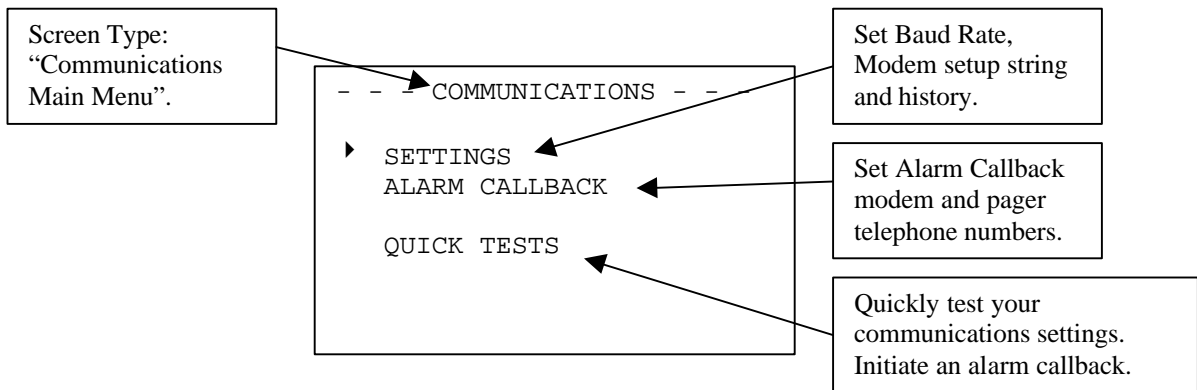 Screen Type:
“Communications
Main Menu”.
Set Baud Rate,
Modem setup string
and history.
- - - COMMUNICATIONS - - -
SETTINGS
ALARM CALLBACK
QUICK TESTS
Set Alarm Callback
modem and pager
telephone numbers.
Quickly test your
communications settings.
Initiate an alarm callback.